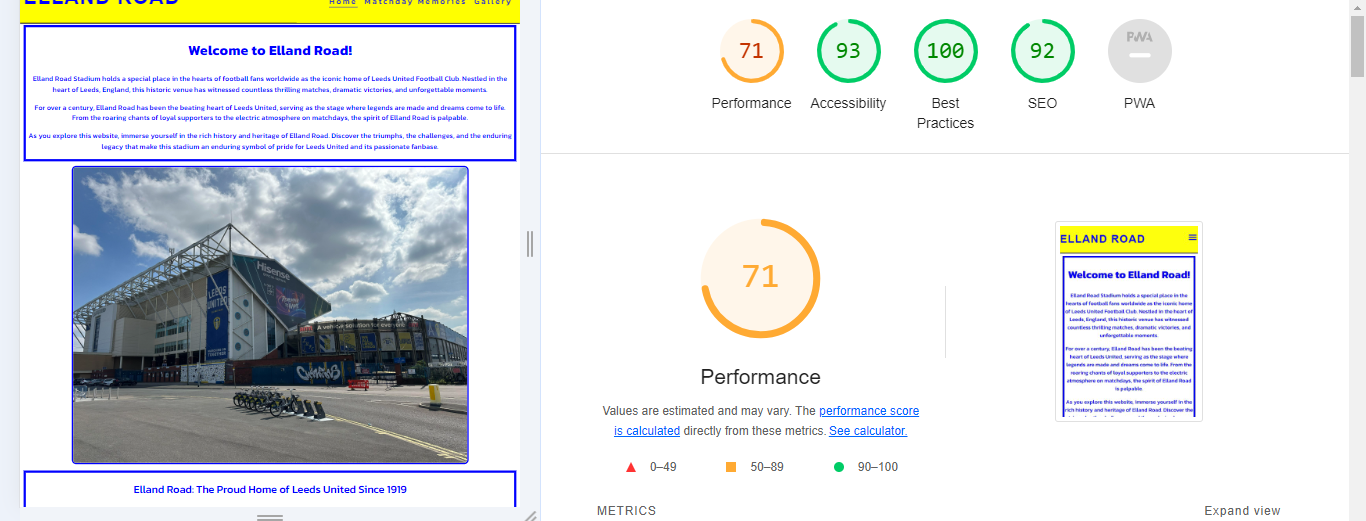 ELLAND ROAD
Home Matchday Memories Gallery
Welcome to Elland Road!
Elland Road Stadium holds a special place in the hearts of football fans worldwide as the iconic home of Leeds United Football Club. Nestled in the
heart of Leeds, England, this historic venue has witnessed countless thrilling matches, dramatic victories, and unforgettable moments.
For over a century, Elland Road has been the beating heart of Leeds United, serving as the stage where legends are made and dreams come to life.
From the roaring chants of loyal supporters to the electric atmosphere on matchdays, the spirit of Elland Road is palpable.
As you explore this website, immerse yourself in the rich history and heritage of Elland Road. Discover the triumphs, the challenges, and the enduring
legacy that make this stadium an enduring symbol of pride for Leeds United and its passionate fanbase.
Hisense
LEEDS
UNITED
A vehicle solution for everyone
Elland Road: The Proud Home of Leeds United Since 1919
71
93
100
92
PWA
Performance
Accessibility
Best
Practices
SEO
PWA
71
Performance
Values are estimated and may vary. The performance score
is calculated directly from these metrics. See calculator.
0–49
50–89
90–100
ELLAND ROAD
Welcome to Elland Road!
Elland Road Stadium holds a special place in the
hearts of football fans worldwide as the iconic home
of Leeds United Football Club. Nestled in the heart of
Leeds, England, this historic venue has witnessed
countless thrilling matches, dramatic victories, and
unforgettable moments.
For over a century, Elland Road has been the beating
heart of Leeds United, serving as the stage where
legends are made and dreams come to life. From the
roaring chants of loyal supporters to the electric
atmosphere on matchdays, the spirit of Elland Road
is palpable.
As you explore this website, immerse yourself in the
rich history and heritage of Elland Road. Discover the
METRICS
Expand view